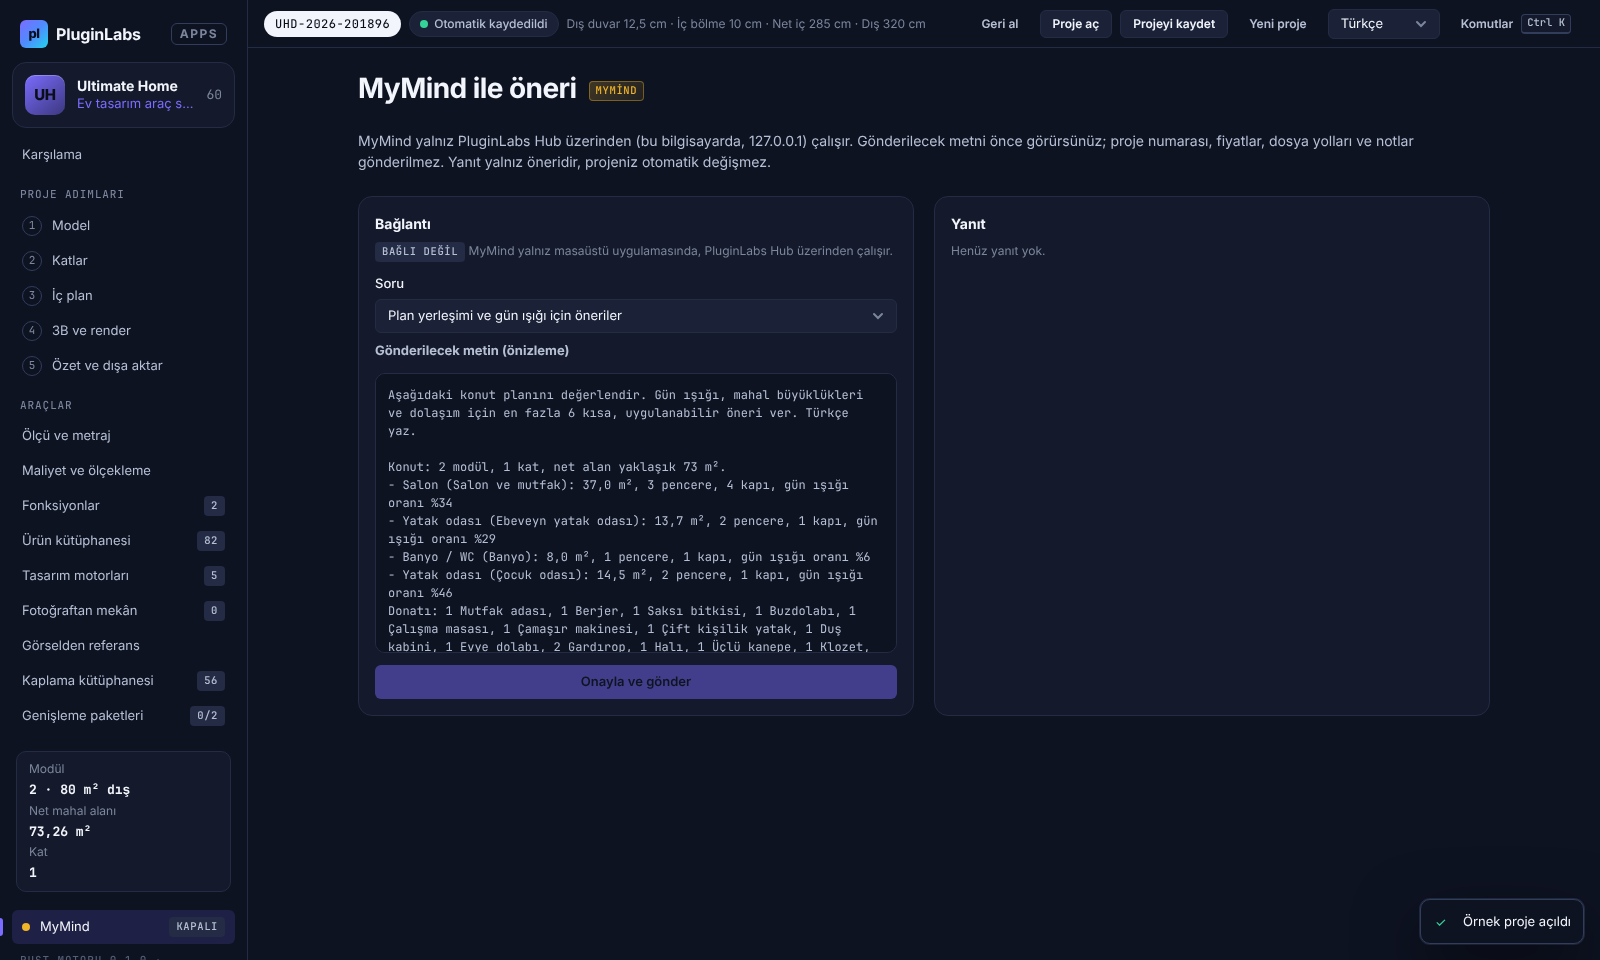 pl PluginLabs APPS
UH Ultimate Home
Ev tasarım araç s... 60
Karşılama
PROJE ADIMLARI
1 Model
2 Katlar
3 İç plan
4 3B ve render
5 Özet ve dışa aktar
ARAÇLAR
Ölçü ve metraj
Maliyet ve ölçekleme
Fonksiyonlar 2
Ürün kütüphanesi 82
Tasarım motorları 5
Fotoğraftan mekân 0
Görselden referans
Kaplama kütüphanesi 56
Genişleme paketleri 0/2
Modül
2 · 80 m² dış
Net mahal alanı
73,26 m²
Kat
1
MyMind KAPALI
UHD-2026-201896 Otomatik kaydedildi Dış duvar 12,5 cm · İç bölme 10 cm · Net iç 285 cm · Dış 320 cm Geri al Proje aç Projeyi kaydet Yeni proje Türkçe Komutlar Ctrl K
MyMind ile öneri MYMİND
MyMind yalnız PluginLabs Hub üzerinden (bu bilgisayarda, 127.0.0.1) çalışır. Gönderilecek metni önce görürsünüz; proje numarası, fiyatlar, dosya yolları ve notlar
gönderilmez. Yanıt yalnız öneridir, projeniz otomatik değişmez.
Bağlantı
BAĞLI DEĞİL MyMind yalnız masaüstü uygulamasında, PluginLabs Hub üzerinden çalışır.
Soru
Plan yerleşimi ve gün ışığı için öneriler
Gönderilecek metin (önizleme)
Aşağıdaki konut planını değerlendir. Gün ışığı, mahal büyüklükleri
ve dolaşım için en fazla 6 kısa, uygulanabilir öneri ver. Türkçe
yaz.
Konut: 2 modül, 1 kat, net alan yaklaşık 73 m².
- Salon (Salon ve mutfak): 37,0 m², 3 pencere, 4 kapı, gün ışığı
oranı %34
- Yatak odası (Ebeveyn yatak odası): 13,7 m², 2 pencere, 1 kapı, gün
ışığı oranı %29
- Banyo / WC (Banyo): 8,0 m², 1 pencere, 1 kapı, gün ışığı oranı %6
- Yatak odası (Çocuk odası): 14,5 m², 2 pencere, 1 kapı, gün ışığı
oranı %46
Donatı: 1 Mutfak adası, 1 Berjer, 1 Saksı bitkisi, 1 Buzdolabı, 1
Çalışma masası, 1 Çamaşır makinesi, 1 Çift kişilik yatak, 1 Duş
kabini, 1 Evye dolabı, 2 Gardırop, 1 Halı, 1 Üçlü kanepe, 1 Klozet,
Onayla ve gönder
Yanıt
Henüz yanıt yok.
Örnek proje açıldı